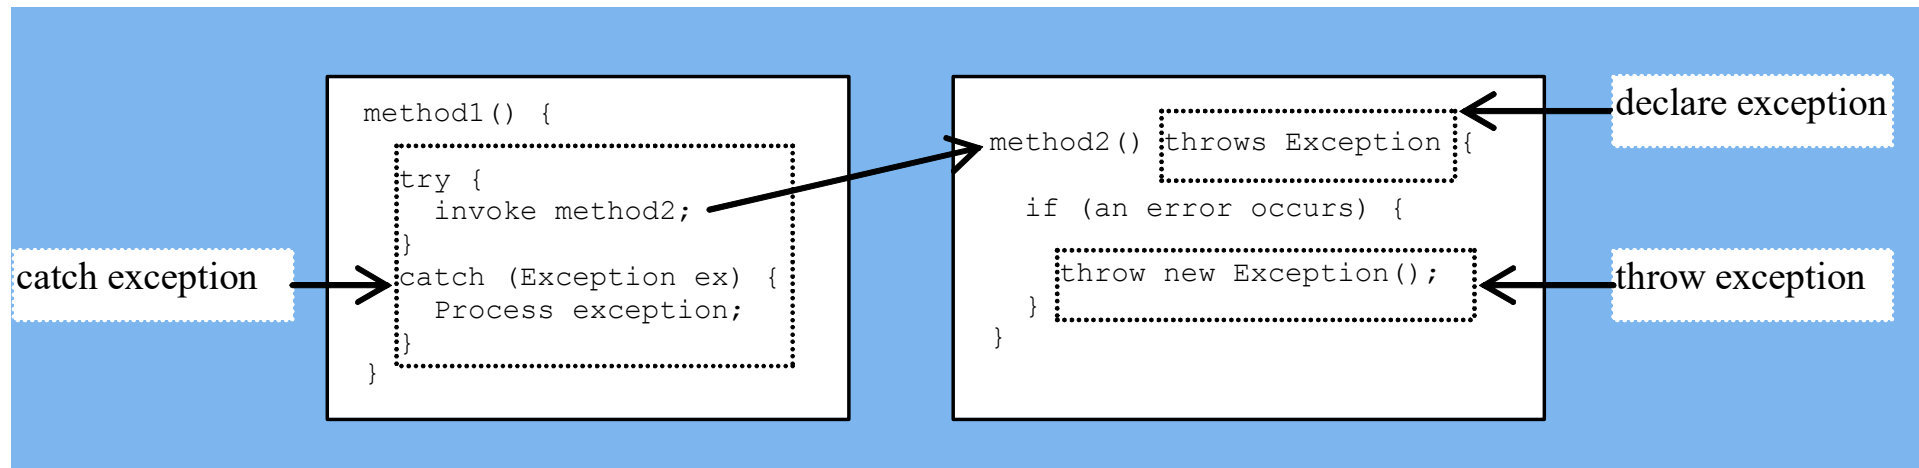 catch exception
method1() {
try {
invoke method2;
}
catch (Exception ex) {
Process exception;
}
}
method2() throws Exception {
if (an error occurs) {
throw new Exception();
}
}
declare exception
throw exception